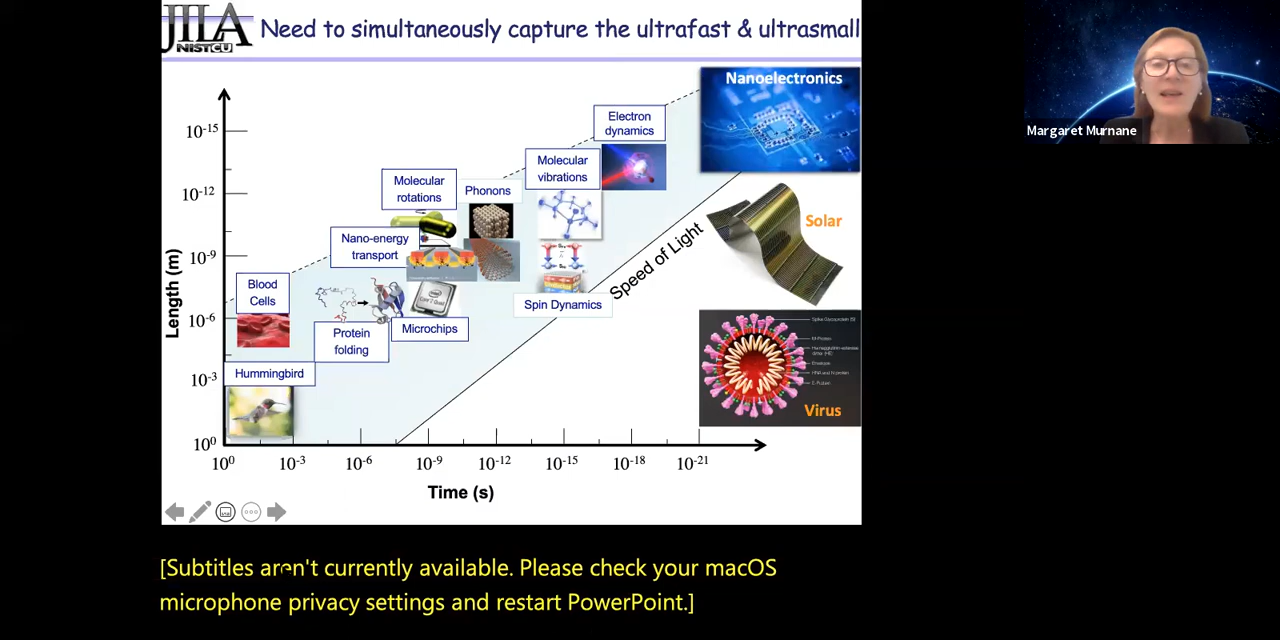 JILA
NIST CU
Need to simultaneously capture the ultrafast & ultrasmall
Nanoelectronics
Margaret Murnane
Electron
dynamics
10-15
Molecular
vibrations
Molecular
rotations
Phonons
10-12
Solar
Nano-energy
transport
Speed of Light
10-9
Length (m)
Blood
Cells
Spin Dynamics
10-6
Microchips
Protein
folding
Hummingbird
10-3
Virus
100
100
10-3
10-6
10-9
10-12
10-15
10-18
10-21
Time (s)
[Subtitles aren't currently available. Please check your macOS
microphone privacy settings and restart PowerPoint.]